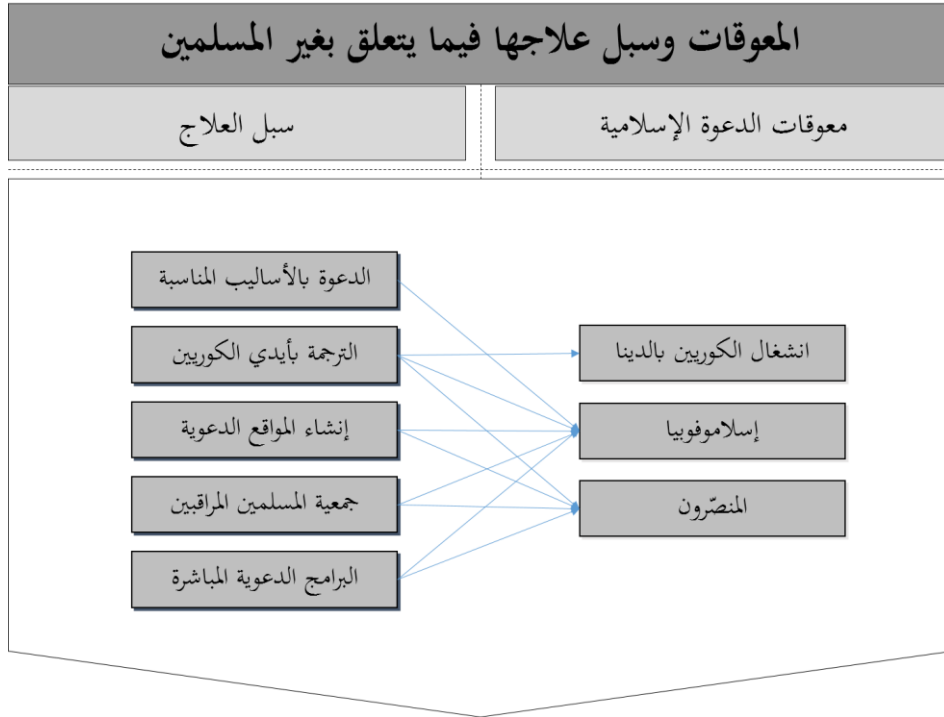 المعوقات وسبل علاجها فيما يتعلق بغير المسلمين
معوقات الدعوة الإسلامية
سبل العلاج
انشغال الكوريين بالدينا
إسلاموفوبيا
المنصّرون
الدعوة بالأساليب المناسبة
الترجمة بأيدي الكوريين
إنشاء المواقع الدعوية
جمعية المسلمين المراقبين
البرامج الدعوية المباشرة